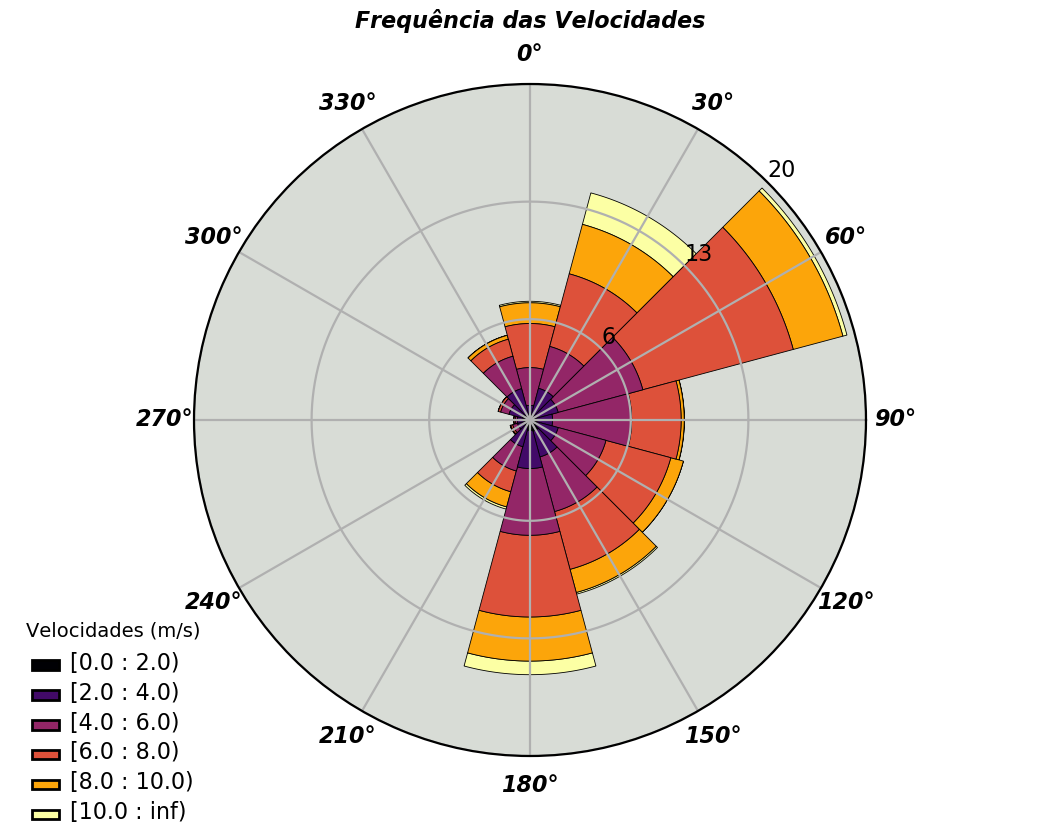 Frequência das Velocidades
0°
330°
30°
20
300°
60°
13
6
270°
90°
240°
120°
210°
150°
180°
Velocidades (m/s)
[0.0 : 2.0)
[2.0 : 4.0)
[4.0 : 6.0)
[6.0 : 8.0)
[8.0 : 10.0)
[10.0 : inf)